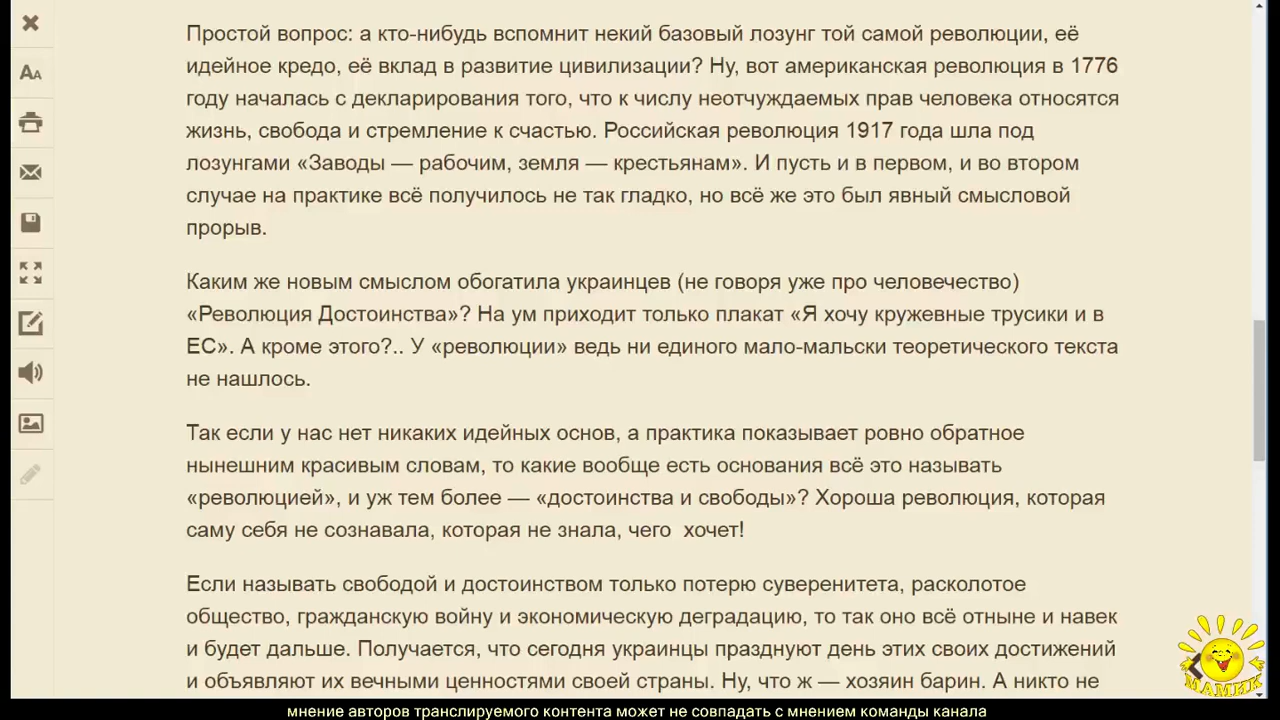 Простой вопрос: а кто-нибудь вспомнит некий базовый лозунг той самой революции, её
идейное кредо, её вклад в развитие цивилизации? Ну, вот американская революция в 1776
году началась с декларирования того, что к числу неотчуждаемых прав человека относятся
жизнь, свобода и стремление к счастью. Российская революция 1917 года шла под
лозунгами «Заводы — рабочим, земля — крестьянам». И пусть и в первом, и во втором
случае на практике всё получилось не так гладко, но всё же это был явный смысловой
прорыв.
Каким же новым смыслом обогатила украинцев (не говоря уже про человечество)
«Революция Достоинства»? На ум приходит только плакат «Я хочу кружевные трусики и в
ЕС». А кроме этого?.. У «революции» ведь ни единого мало-мальски теоретического текста
не нашлось.
Так если у нас нет никаких идейных основ, а практика показывает ровно обратное
нынешним красивым словам, то какие вообще есть основания всё это называть
«революцией», и уж тем более — «достоинства и свободы»? Хороша революция, которая
саму себя не сознавала, которая не знала, чего  хочет!
Если называть свободой и достоинством только потерю суверенитета, расколотое
общество, гражданскую войну и экономическую деградацию, то так оно всё отныне и навек
и будет дальше. Получается, что сегодня украинцы празднуют день этих своих достижений
и объявляют их вечными ценностями своей страны. Ну, что ж — хозяин барин. А никто не
МАМИК
мнение авторов транслируемого контента может не совпадать с мнением команды канала